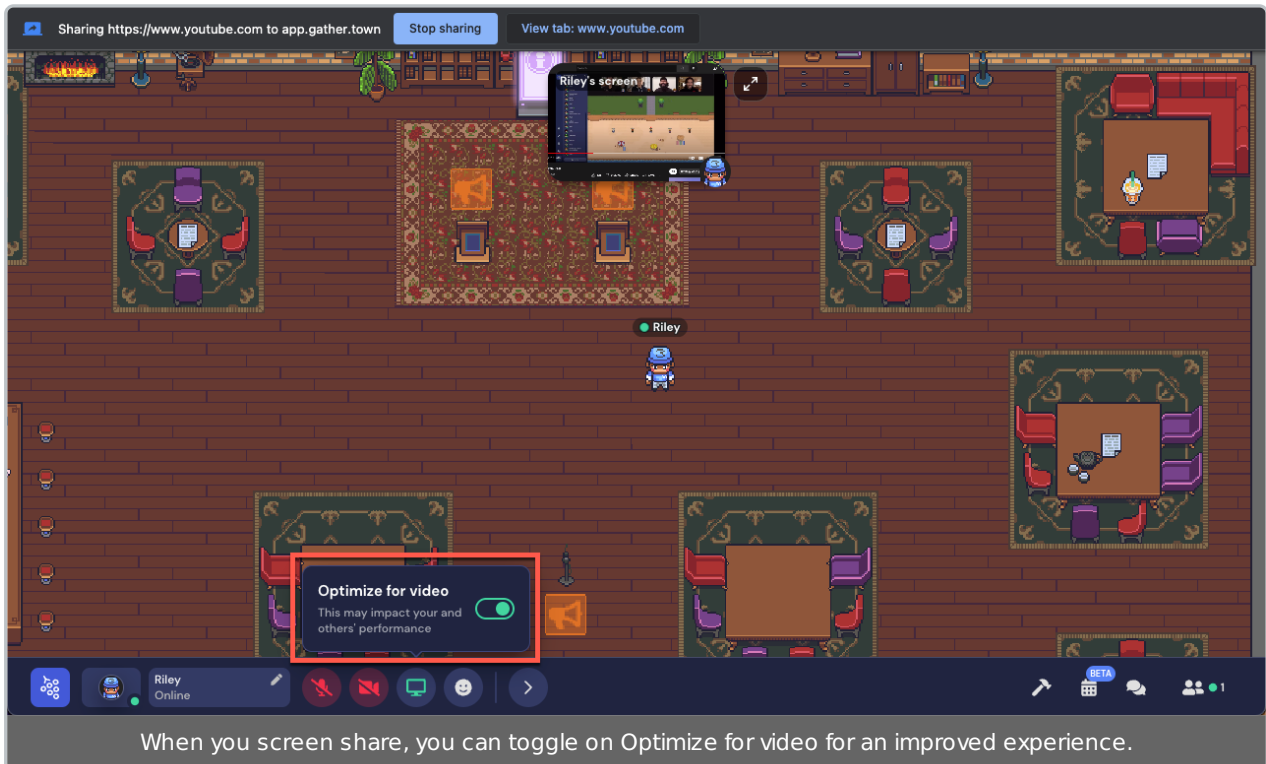 Sharing https://www.youtube.com to app.gather.town
Stop sharing
View tab: www.youtube.com
Riley's screen
Riley
Optimize for video
This may impact your and
others' performance
Riley
Online
BETA
1
When you screen share, you can toggle on Optimize for video for an improved experience.